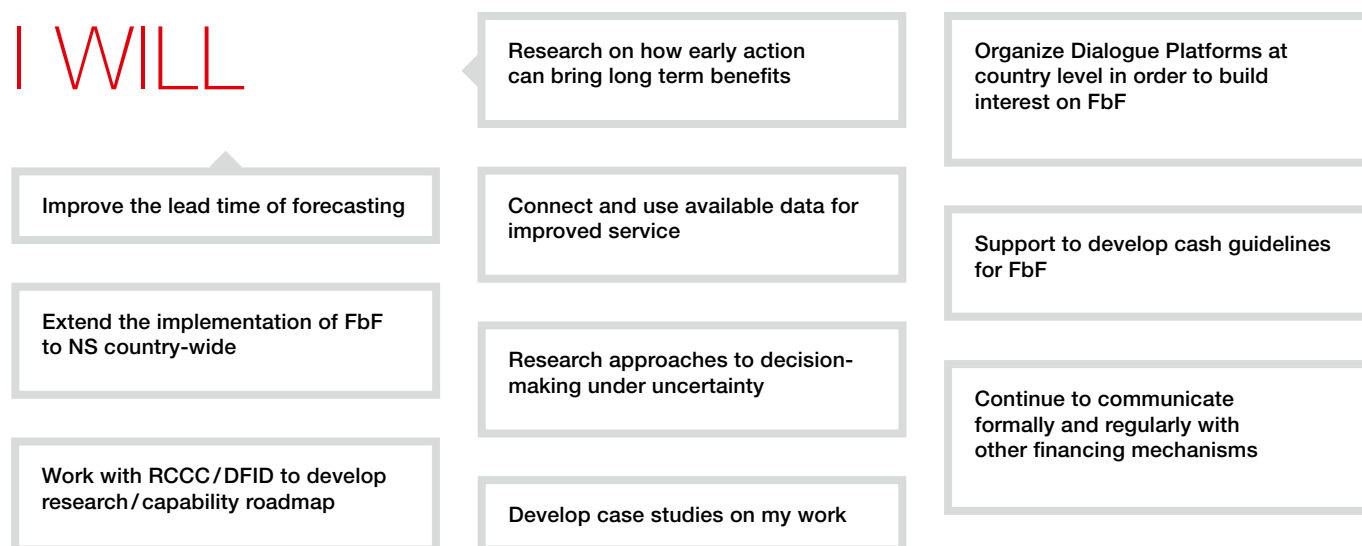 I WILL
Improve the lead time of forecasting
Extend the implementation of FbF
to NS country-wide
Work with RCCC/DFID to develop
research/capability roadmap
Research on how early action
can bring long term benefits
Connect and use available data for
improved service
Research approaches to decision-
making under uncertainty
Develop case studies on my work
Organize Dialogue Platforms at
country level in order to build
interest on FbF
Support to develop cash guidelines
for FbF
Continue to communicate
formally and regularly with
other financing mechanisms